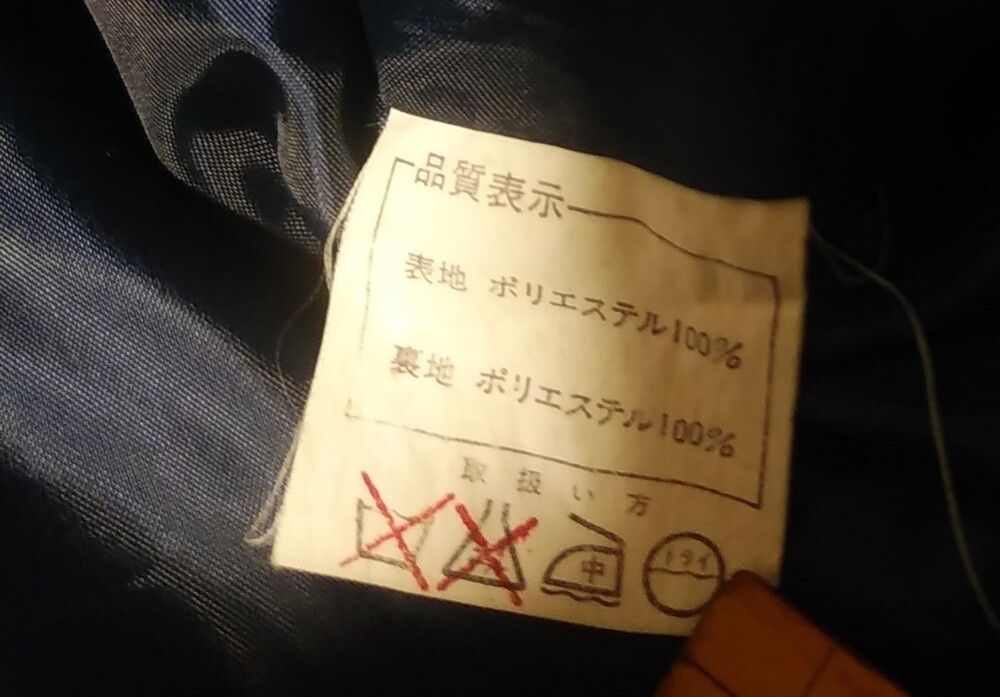 品質表示
表地 ポリエステル100%
裏地 ポリエステル100%
取扱い方
中 ドライ